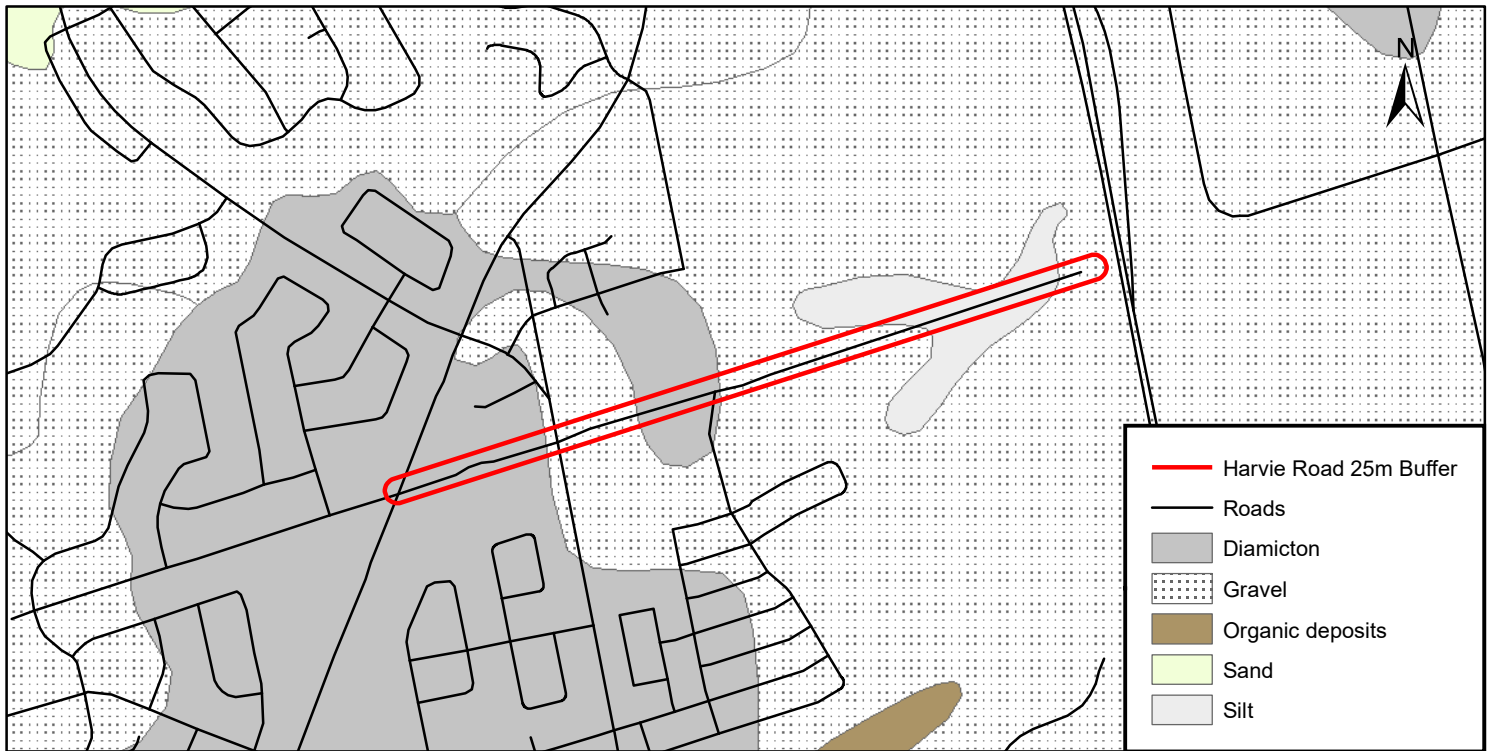 N
Harvie Road 25m Buffer
Roads
Diamicton
Gravel
Organic deposits
Sand
Silt